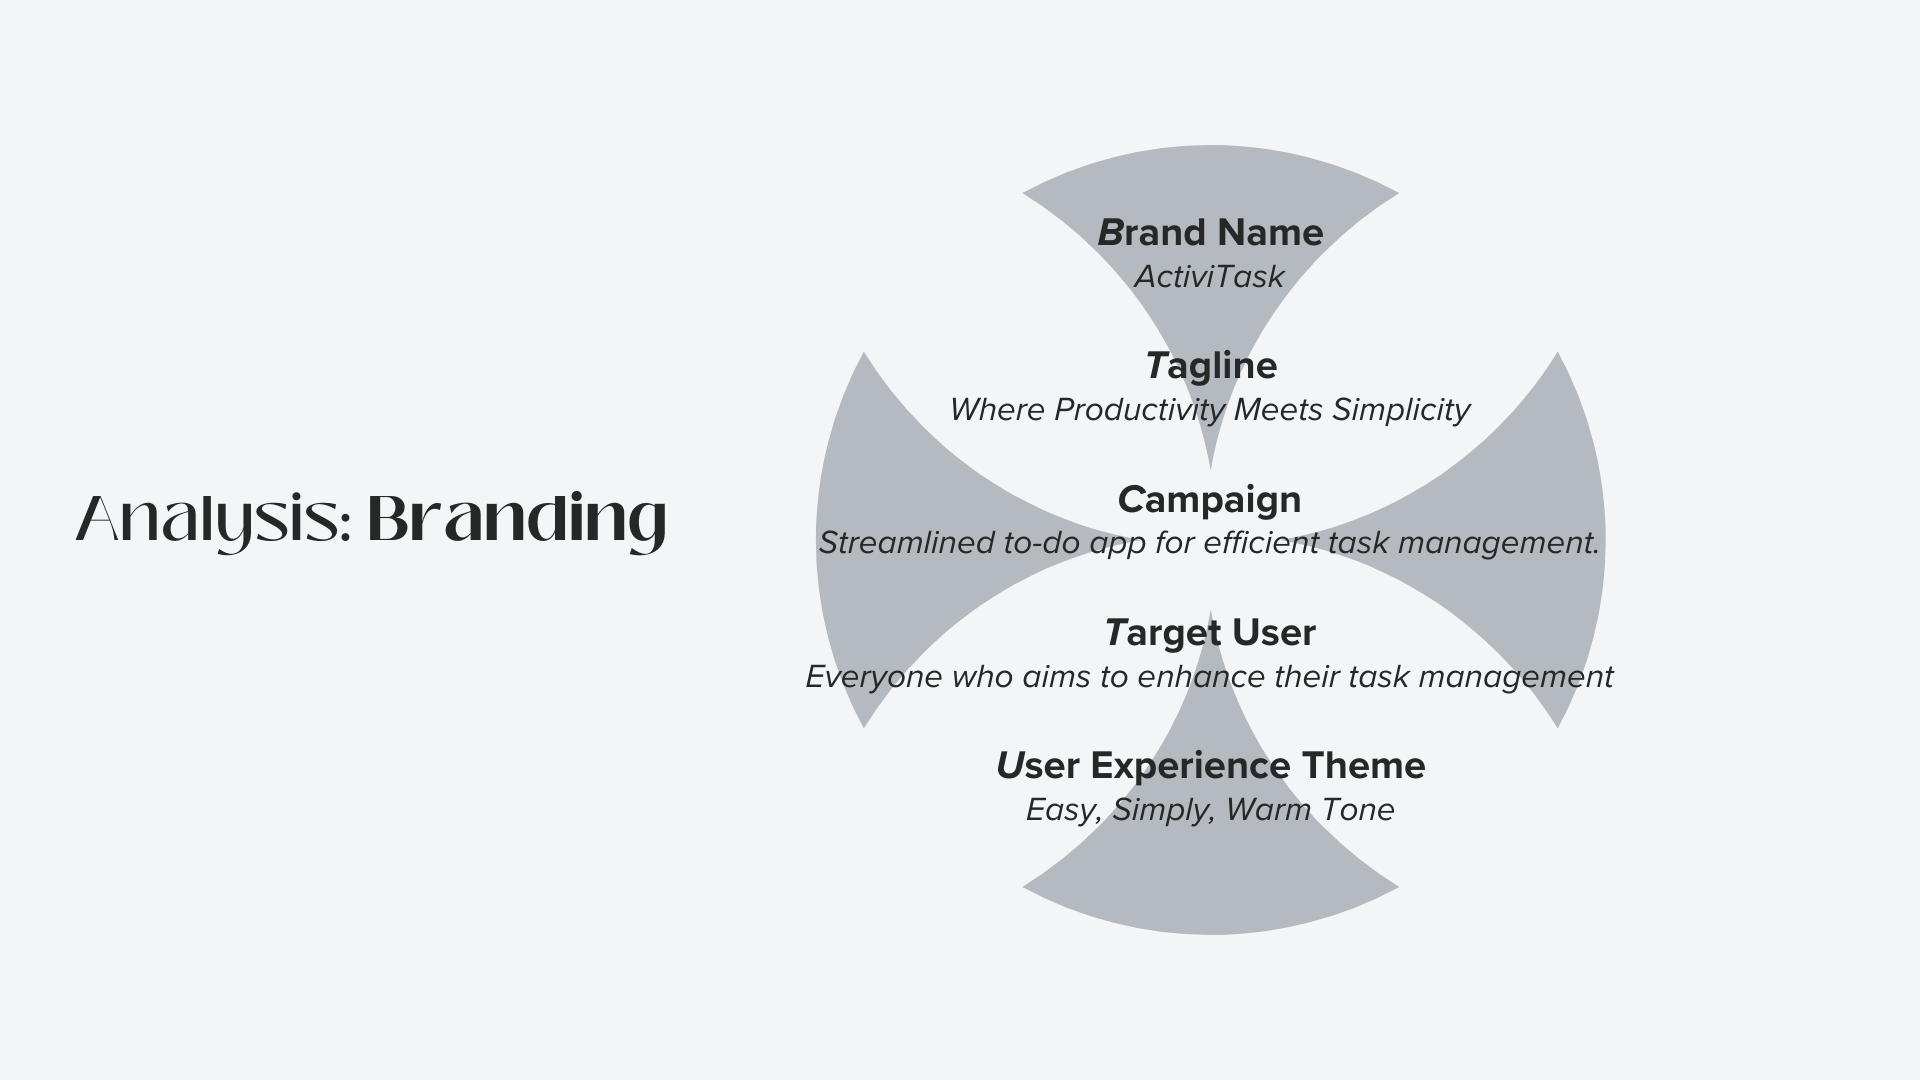 Analysis: Branding
Brand Name
ActiviTask
Tagline
Where Productivity Meets Simplicity
Campaign
Streamlined to-do app for efficient task management.
Target User
Everyone who aims to enhance their task management
User Experience Theme
Easy, Simply, Warm Tone